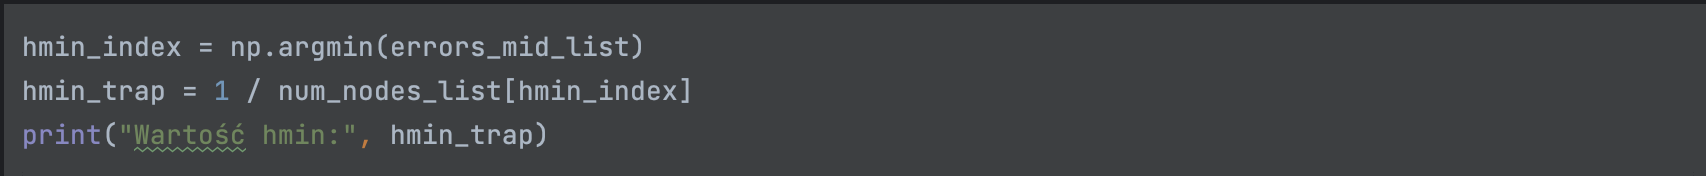 hmin_index = np.argmin(errors_mid_list)
hmin_trap = 1 / num_nodes_list[hmin_index]
print("Wartość hmin:", hmin_trap)